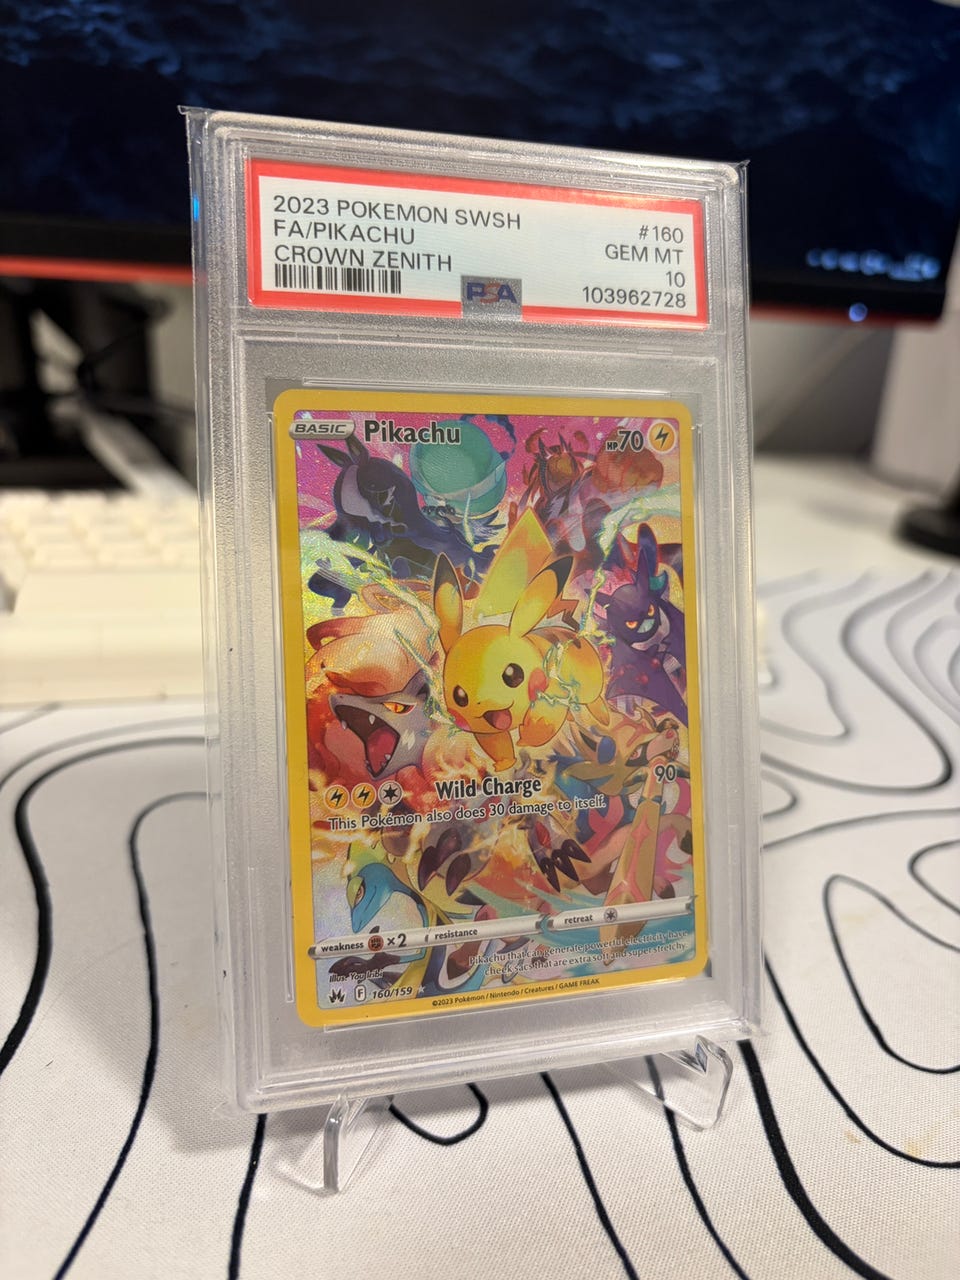 2023 POKEMON SWSH #160
FA/PIKACHU GEM MT
CROWN ZENITH 10
PSA 103962728
BASIC Pikachu HP 70
Wild Charge 90
This Pokémon also does 30 damage to itself.
weakness ×2 resistance retreat
Pikachu that can generate powerful electricity have
cheek sacs that are extra soft and super stretchy.
Illus. You Iribi
F 160/159 ★
©2023 Pokémon / Nintendo / Creatures / GAME FREAK